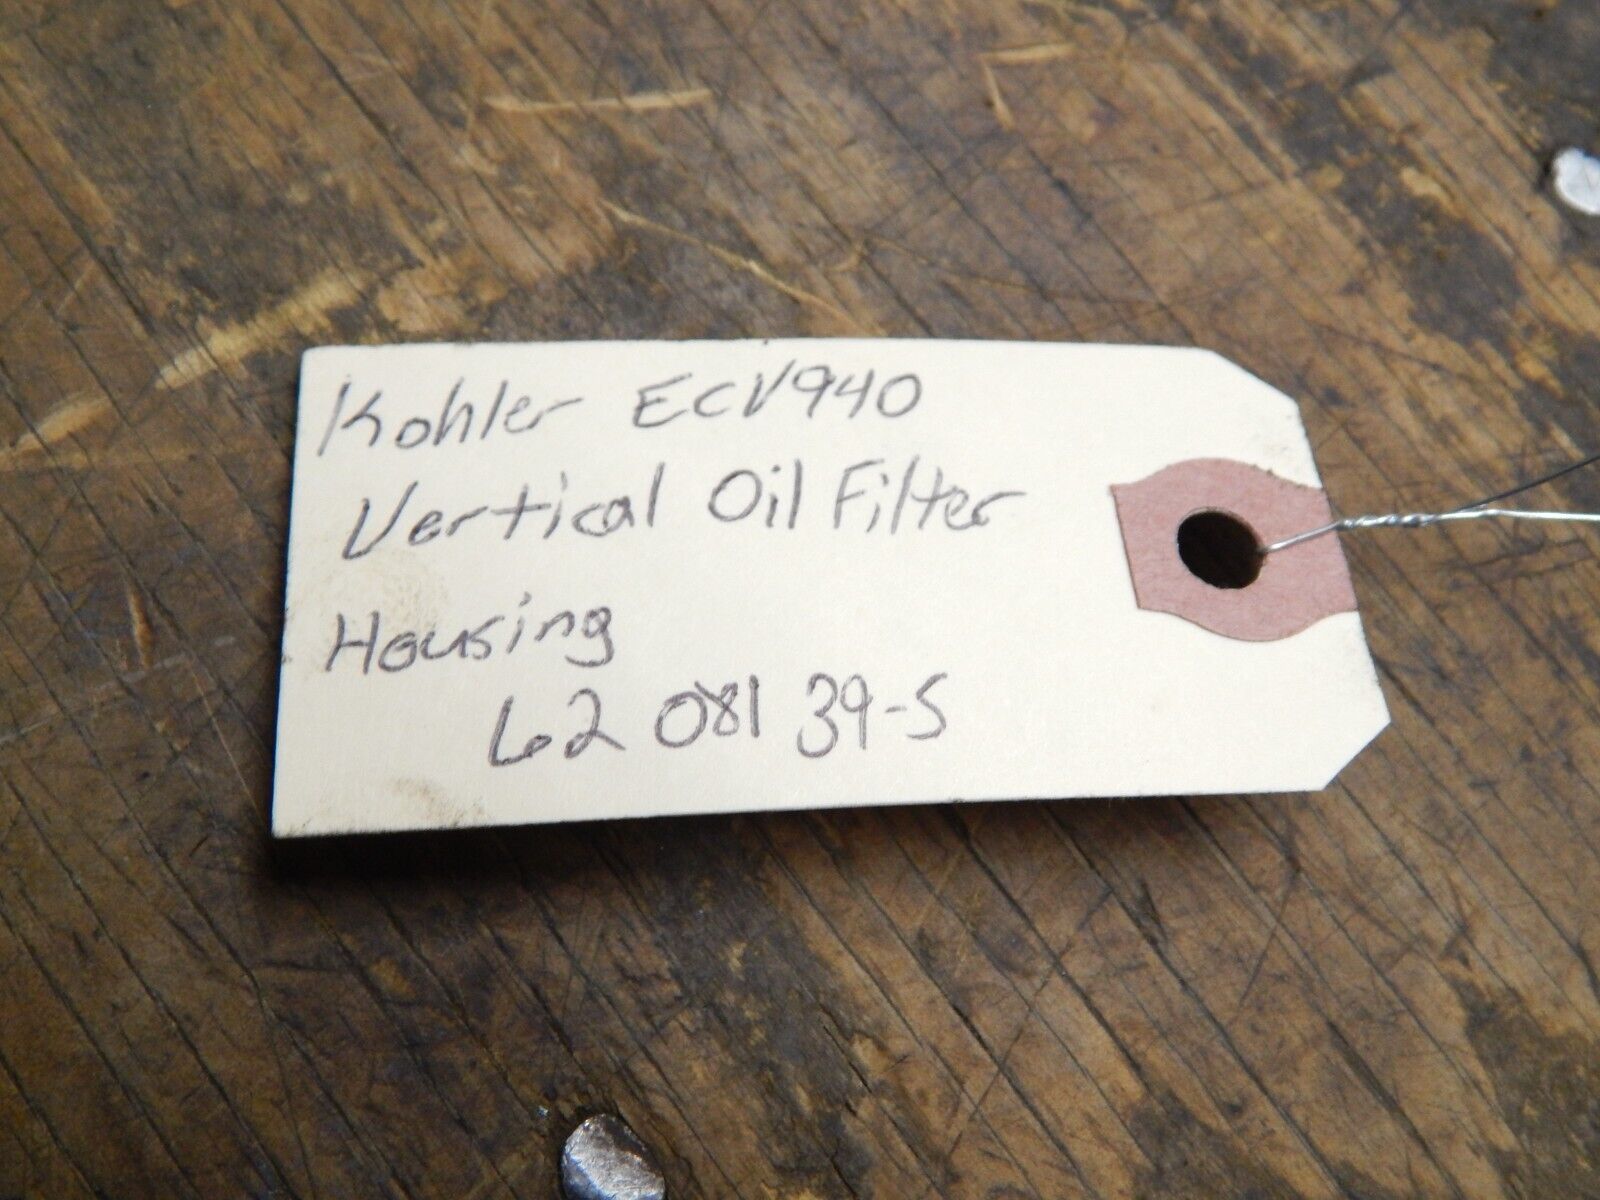 Kohler ECV940
Vertical Oil Filter
Housing
62 081 39-S